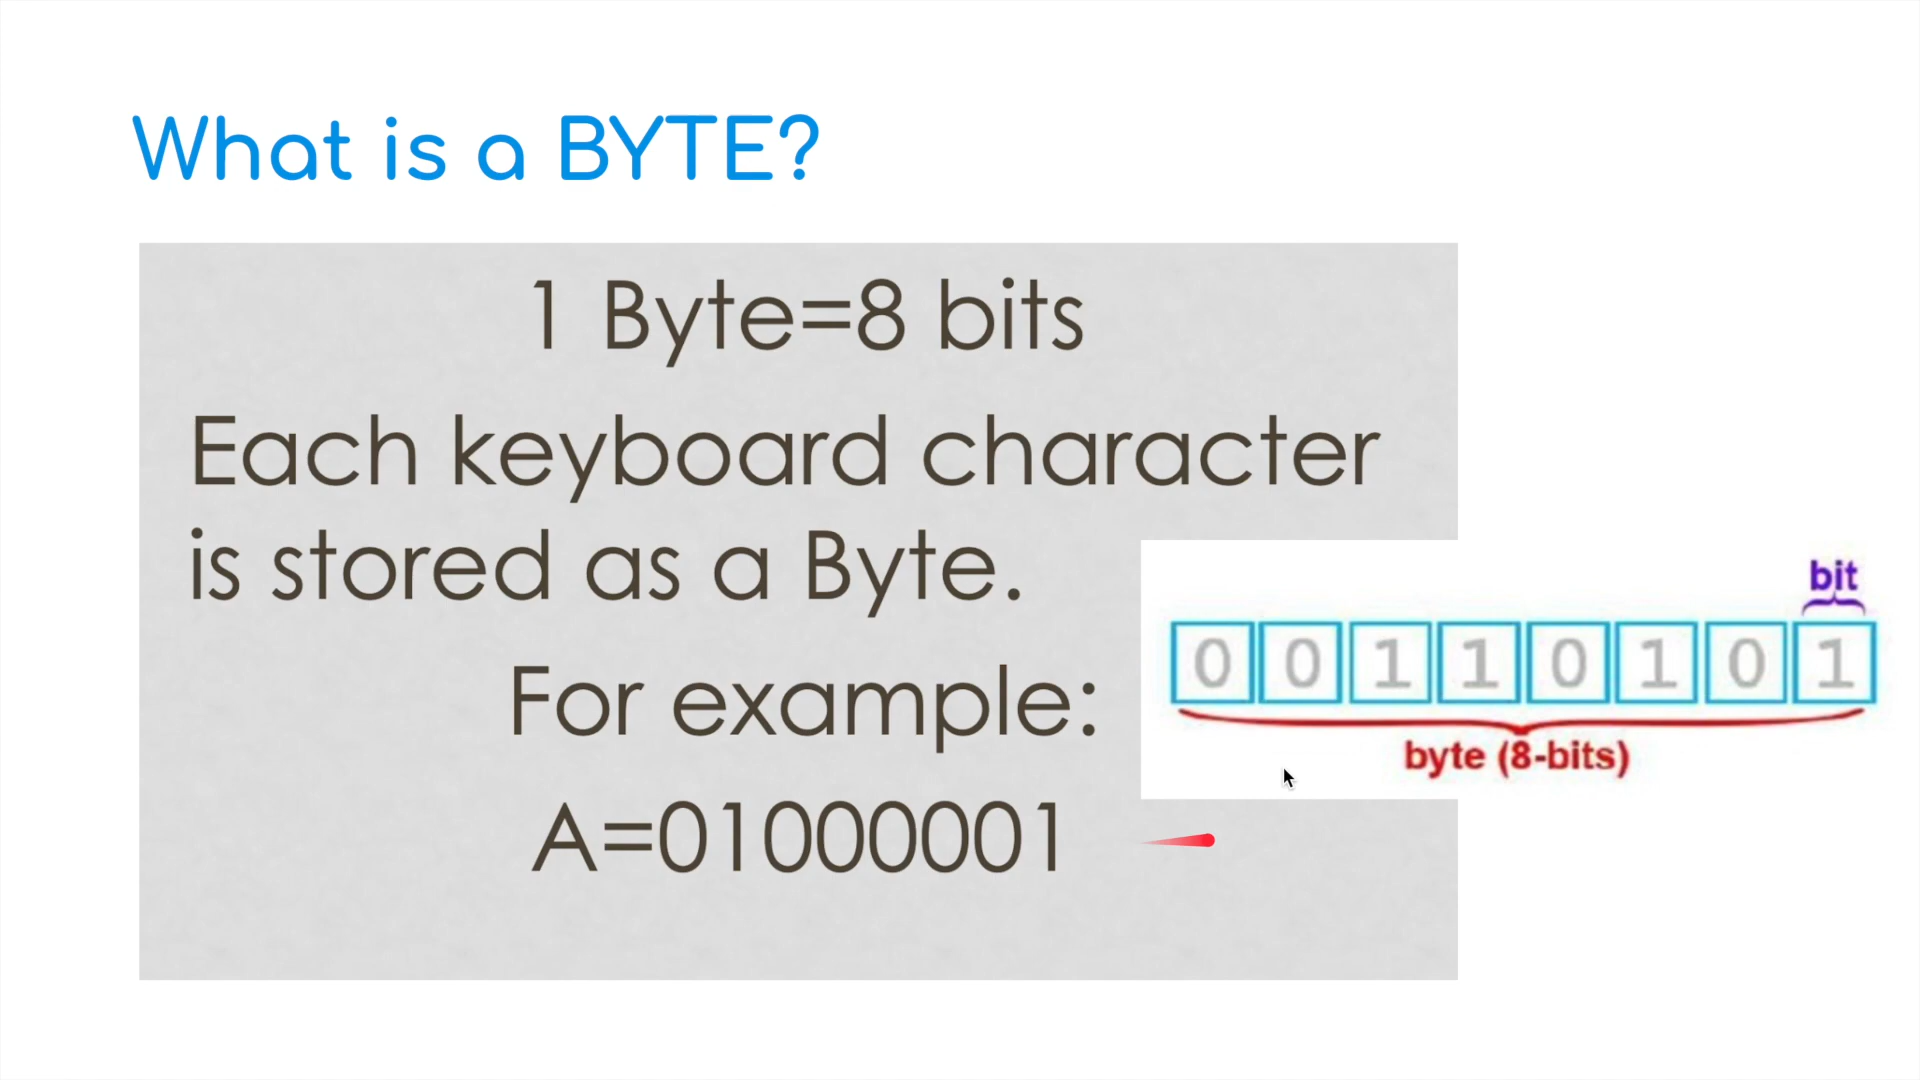 What is a BYTE?
1 Byte=8 bits
Each keyboard character
is stored as a Byte.
For example:
A=01000001
bit
0 0 1 1 0 1 0 1
byte (8-bits)